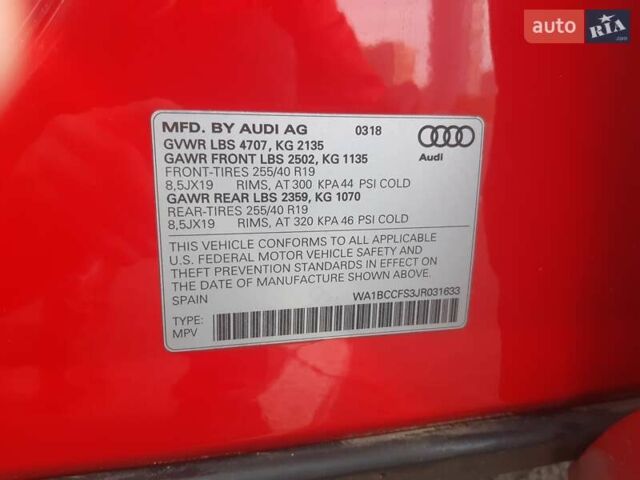 auto RIA .com
MFD. BY AUDI AG 0318
GVWR LBS 4707, KG 2135
GAWR FRONT LBS 2502, KG 1135
FRONT-TIRES 255/40 R19
8,5JX19 RIMS, AT 300 KPA 44 PSI COLD
GAWR REAR LBS 2359, KG 1070
REAR-TIRES 255/40 R19
8,5JX19 RIMS, AT 320 KPA 46 PSI COLD
Audi
THIS VEHICLE CONFORMS TO ALL APPLICABLE
U.S. FEDERAL MOTOR VEHICLE SAFETY AND
THEFT PREVENTION STANDARDS IN EFFECT ON
THE DATE OF MANUFACTURE SHOWN ABOVE.
SPAIN WA1BCCFS3JR031633
TYPE:
MPV